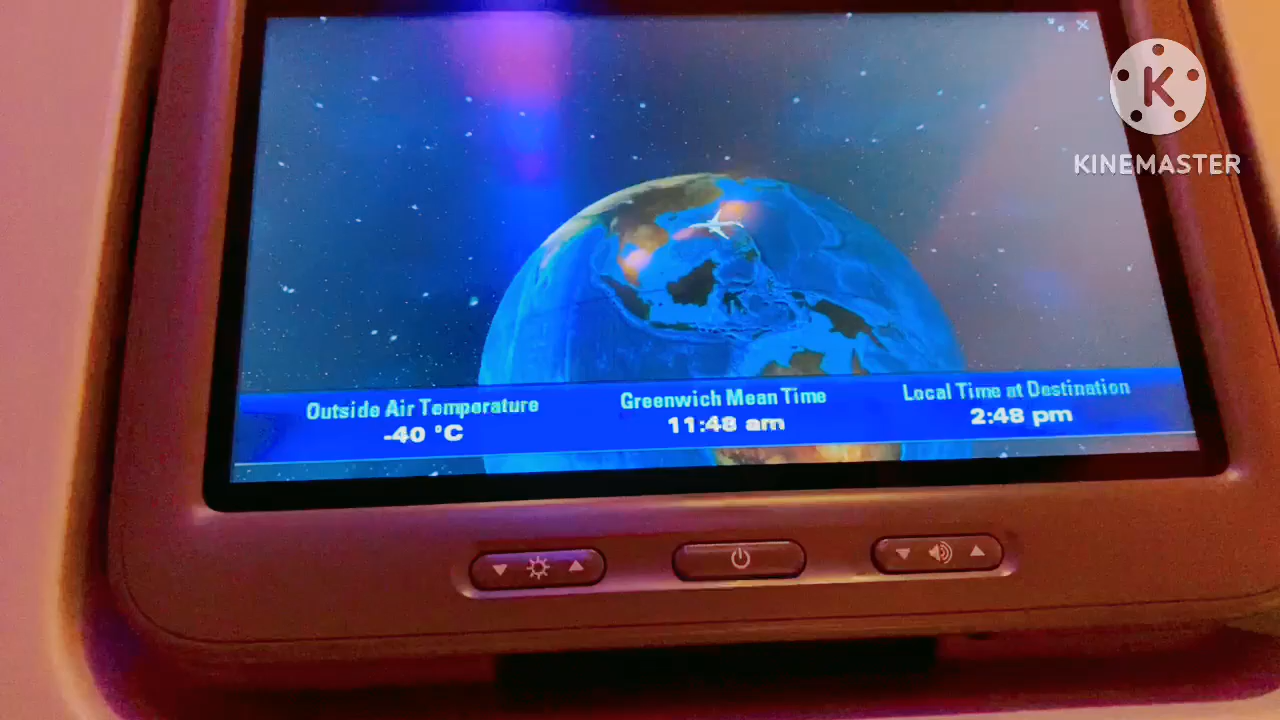 K
KINEMASTER
Outside Air Temperature
-40 °C
Greenwich Mean Time
11:48 am
Local Time at Destination
2:48 pm